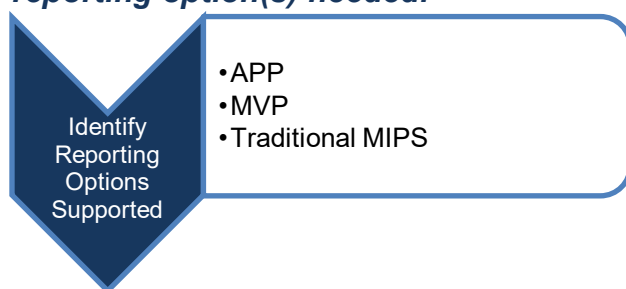 reporting option(s) needed.
Identify
Reporting
Options
Supported
•APP
•MVP
•Traditional MIPS